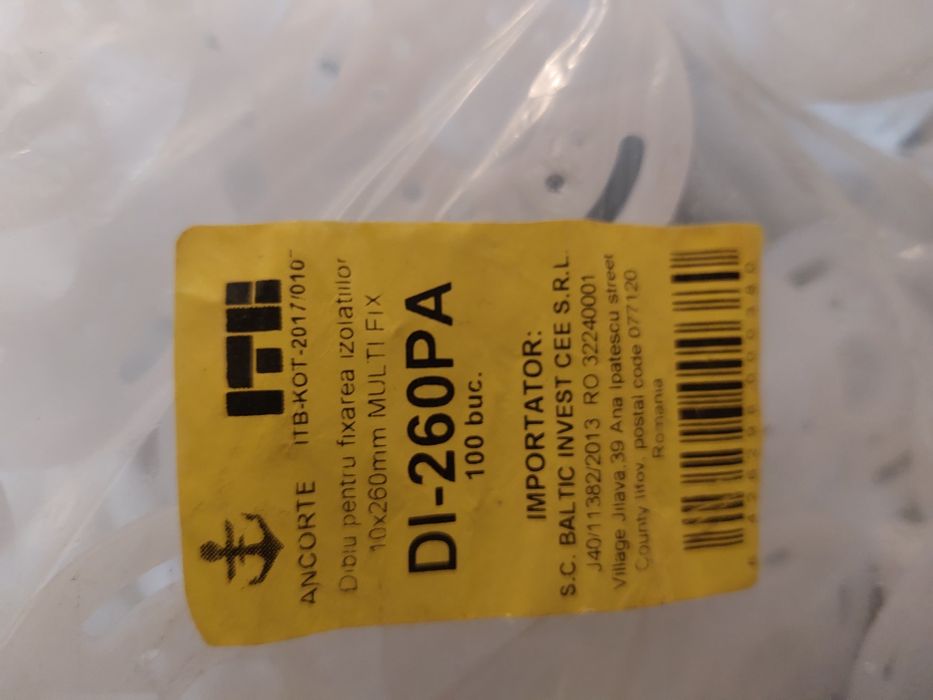 ANCORTE ITB-KOT-2017/010
Diblu pentru fixarea izolatiilor
10x260mm MULTI FIX
DI-260PA
100 buc.
IMPORTATOR:
S.C. BALTIC INVEST CEE S.R.L.
J40/11382/2013 RO 32240001
Village Jilava, 39 Ana Ipatescu street
County Ilfov, postal code 077120
Romania